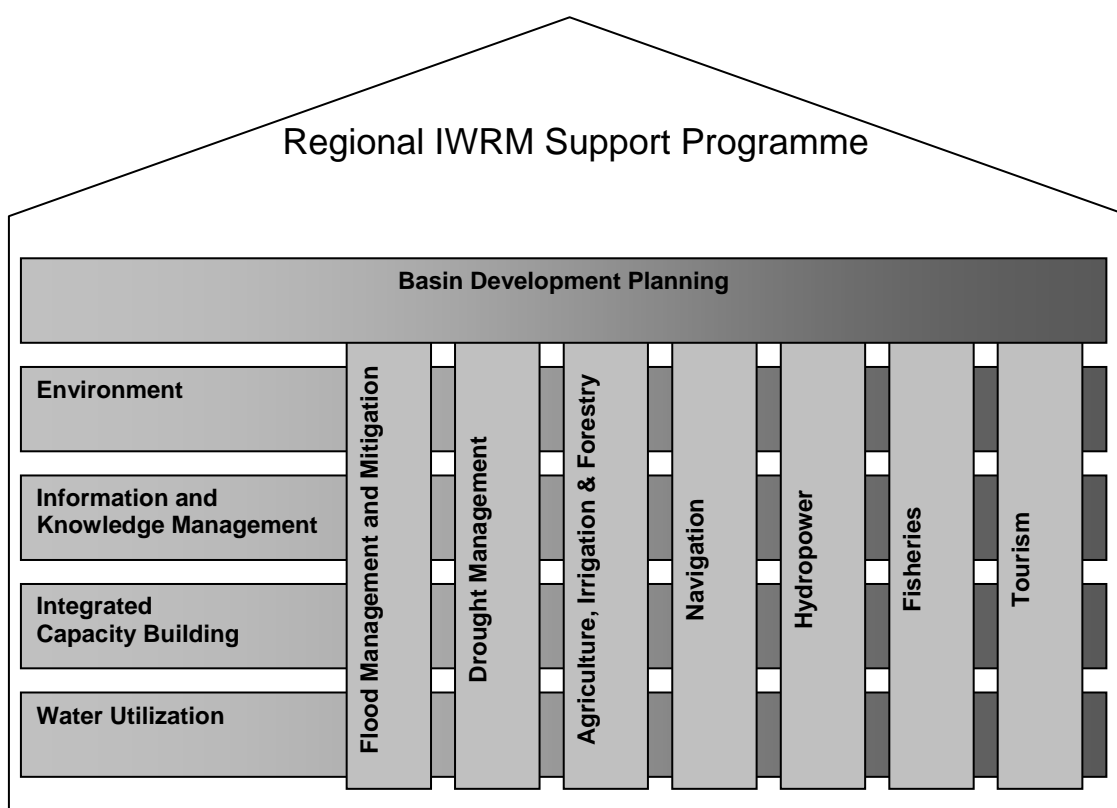 Regional IWRM Support Programme
Basin Development Planning
Environment
Information and
Knowledge Management
Integrated
Capacity Building
Water Utilization
Flood Management and Mitigation
Drought Management
Agriculture, Irrigation & Forestry
Navigation
Hydropower
Fisheries
Tourism